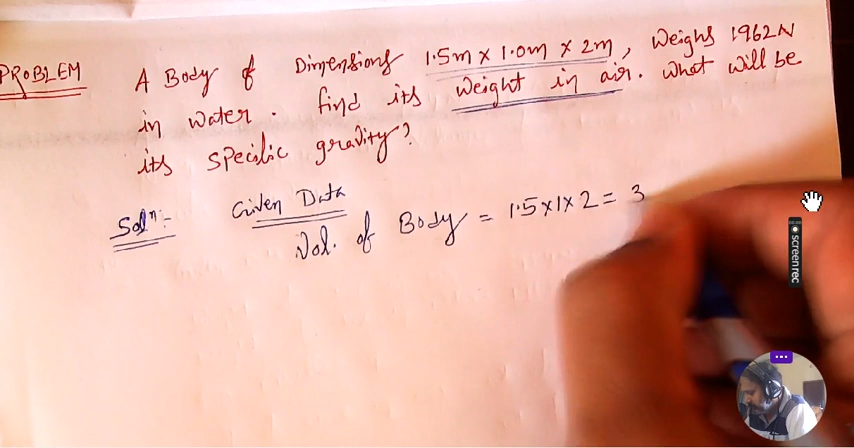 PROBLEM A Body of Dimensions 1.5m x 1.0m x 2m, Weighs 1962N
in water. find its weight in air. What will be
its specific gravity?
Soln:- Given Data
Vol. of Body = 1.5x1x2 = 3
screenrec